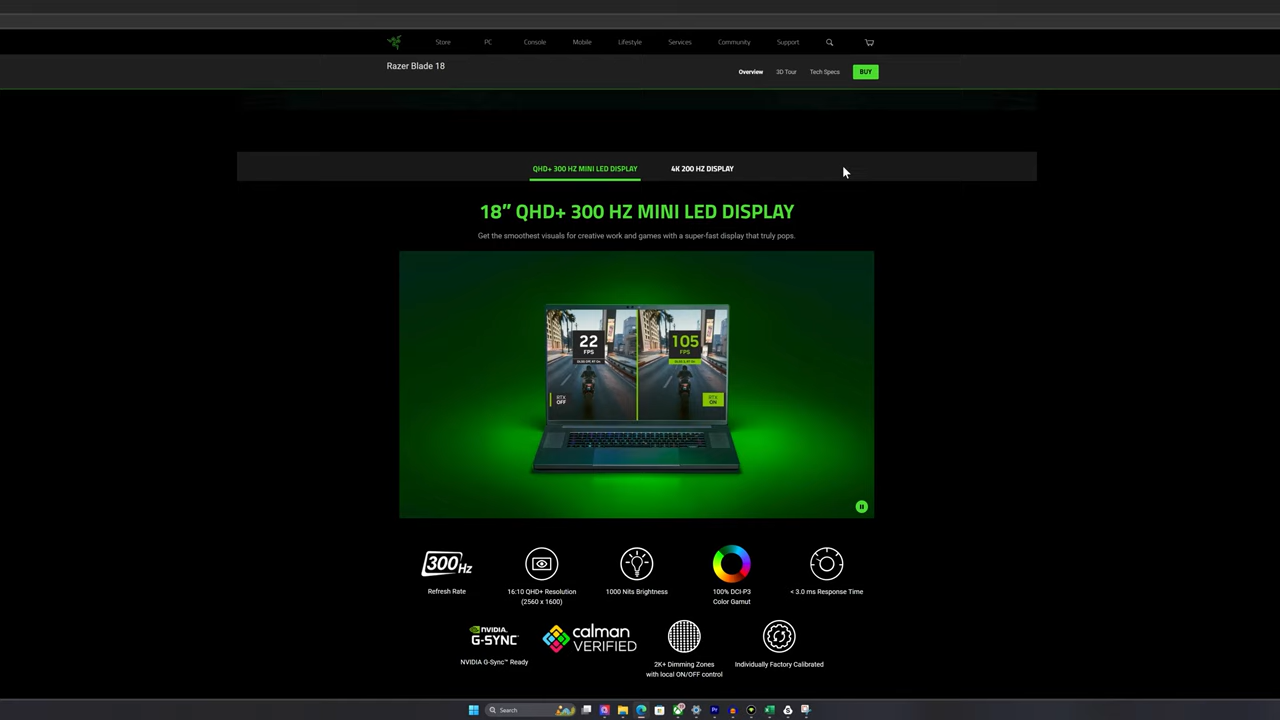 Store PC Console Mobile Lifestyle Services Community Support
Razer Blade 18
Overview 3D Tour Tech Specs BUY
QHD+ 300 HZ MINI LED DISPLAY 4K 200 HZ DISPLAY
18” QHD+ 300 HZ MINI LED DISPLAY
Get the smoothest visuals for creative work and games with a super-fast display that truly pops.
22 105
FPS FPS
RTX RTX
OFF ON
300Hz
Refresh Rate
16:10 QHD+ Resolution
(2560 x 1600)
1000 Nits Brightness
100% DCI-P3
Color Gamut
< 3.0 ms Response Time
NVIDIA
G-SYNC
NVIDIA G-Sync™ Ready
calman
VERIFIED
2K+ Dimming Zones
with local ON/OFF control
Individually Factory Calibrated
Search